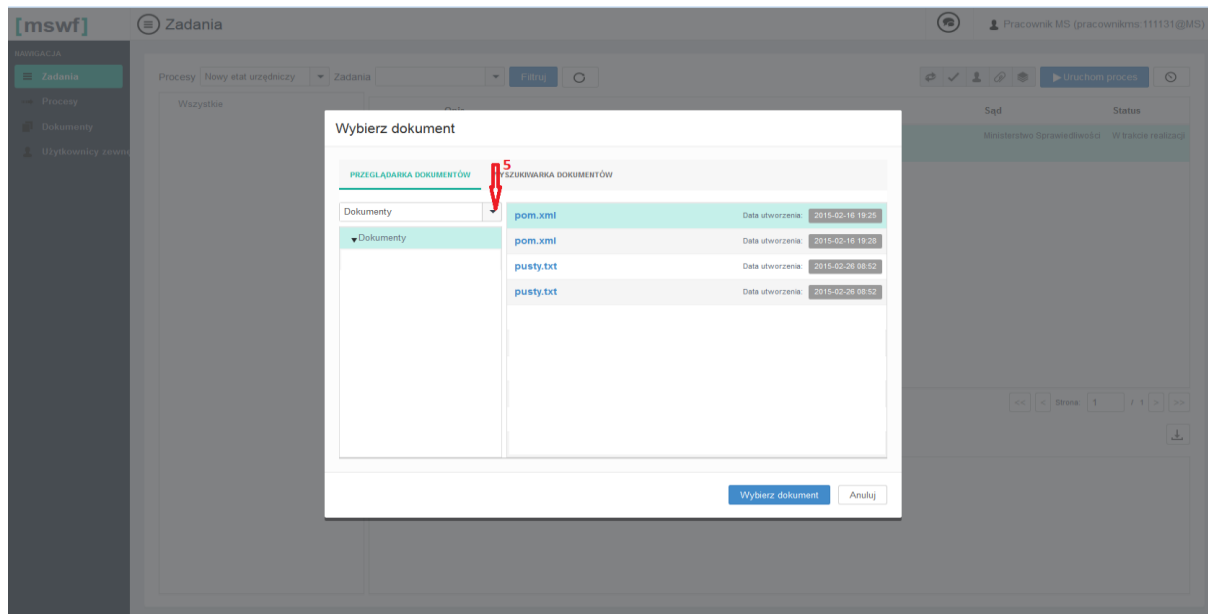 [mswf]
Zadania
Pracownik MS (pracownikms:111131@MS)
NAWIGACJA
Zadania
Procesy
Dokumenty
Użytkownicy zewnę
Procesy Nowy etat urzędniczy Zadania Filtruj
Uruchom proces
Wszystkie
Sąd Status
Ministerstwo Sprawiedliwości W trakcie realizacji
Wybierz dokument
5
PRZEGLĄDARKA DOKUMENTÓW YSZUKIWARKA DOKUMENTÓW
Dokumenty
Dokumenty
pom.xml Data utworzenia: 2015-02-16 19:25
pom.xml Data utworzenia: 2015-02-16 19:28
pusty.txt Data utworzenia: 2015-02-26 08:52
pusty.txt Data utworzenia: 2015-02-26 08:52
<< < Strona: 1 / 1 > >>
Wybierz dokument Anuluj